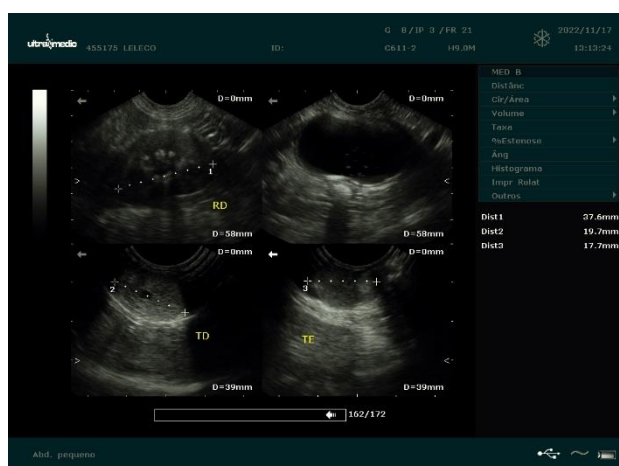 G 8/IP 3 /FR 21
2022/11/17
ultramedic
455175 LELECO
ID:
C611-2
H9.0M
13:13:24
MED B
Distânc
Cir/Área
Volume
Taxa
%Estenose
Âng
Histograma
Impr Relat
Outros
D=0mm
D=0mm
1
RD
D=58mm
D=58mm
Dist1 37.6mm
Dist2 19.7mm
Dist3 17.7mm
D=0mm
D=0mm
2
3
TD
TE
D=39mm
D=39mm
162/172
Abd. pequeno